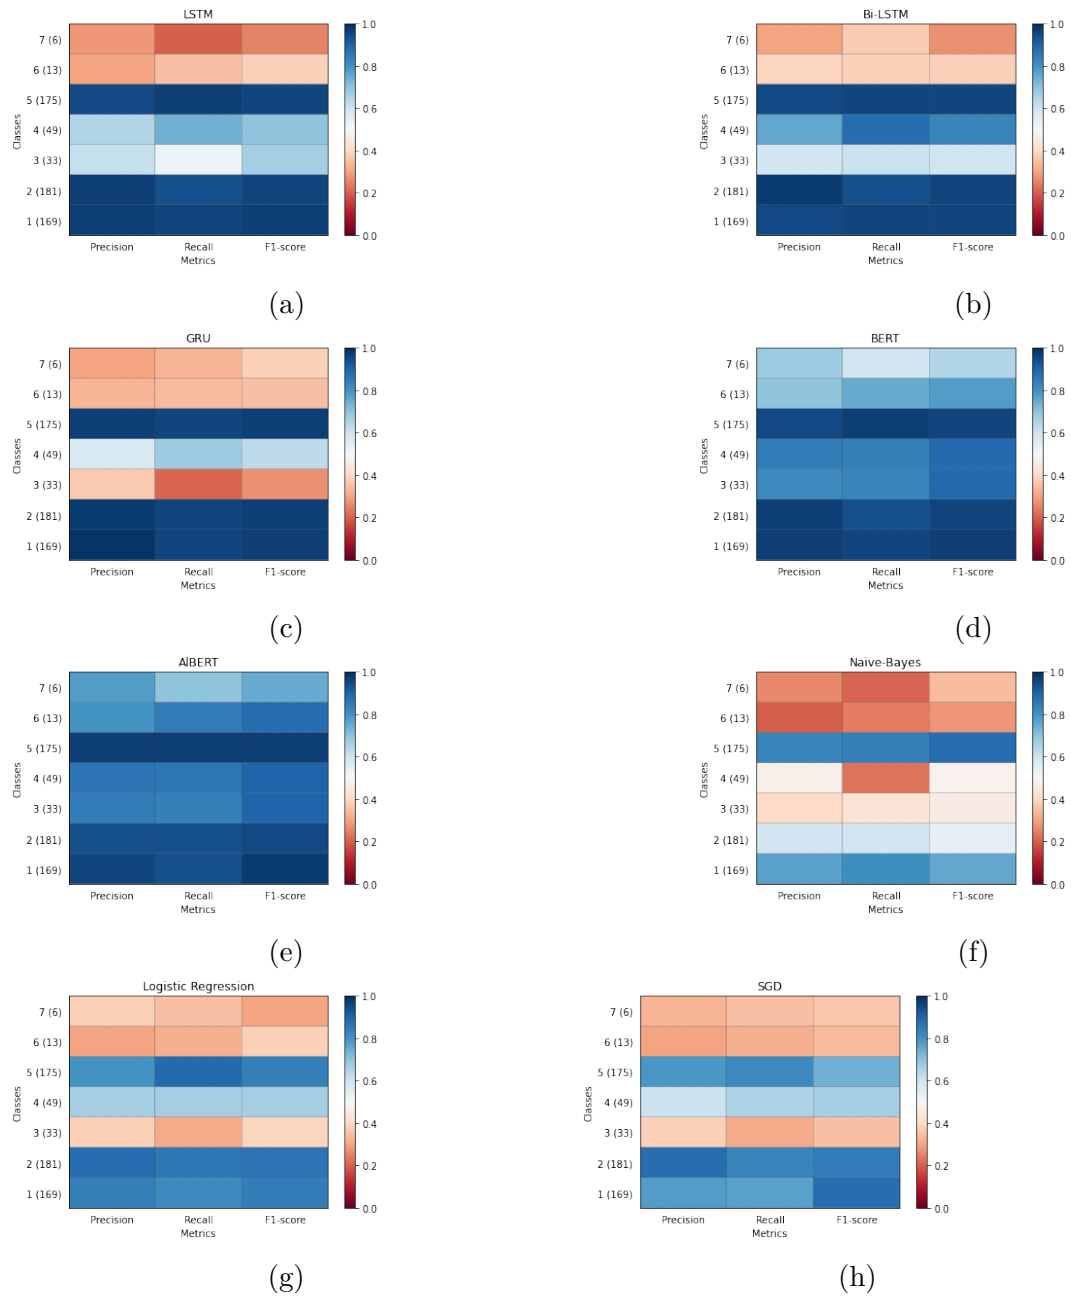 LSTM
Classes
7 (6)
6 (13)
5 (175)
4 (49)
3 (33)
2 (181)
1 (169)
Precision Recall F1-score
Metrics
1.0
0.8
0.6
0.4
0.2
0.0
(a)
Bi-LSTM
Classes
7 (6)
6 (13)
5 (175)
4 (49)
3 (33)
2 (181)
1 (169)
Precision Recall F1-score
Metrics
1.0
0.8
0.6
0.4
0.2
0.0
(b)
GRU
Classes
7 (6)
6 (13)
5 (175)
4 (49)
3 (33)
2 (181)
1 (169)
Precision Recall F1-score
Metrics
1.0
0.8
0.6
0.4
0.2
0.0
(c)
BERT
Classes
7 (6)
6 (13)
5 (175)
4 (49)
3 (33)
2 (181)
1 (169)
Precision Recall F1-score
Metrics
1.0
0.8
0.6
0.4
0.2
0.0
(d)
AlBERT
Classes
7 (6)
6 (13)
5 (175)
4 (49)
3 (33)
2 (181)
1 (169)
Precision Recall F1-score
Metrics
1.0
0.8
0.6
0.4
0.2
0.0
(e)
Naive-Bayes
Classes
7 (6)
6 (13)
5 (175)
4 (49)
3 (33)
2 (181)
1 (169)
Precision Recall F1-score
Metrics
1.0
0.8
0.6
0.4
0.2
0.0
(f)
Logistic Regression
Classes
7 (6)
6 (13)
5 (175)
4 (49)
3 (33)
2 (181)
1 (169)
Precision Recall F1-score
Metrics
1.0
0.8
0.6
0.4
0.2
0.0
(g)
SGD
Classes
7 (6)
6 (13)
5 (175)
4 (49)
3 (33)
2 (181)
1 (169)
Precision Recall F1-score
Metrics
1.0
0.8
0.6
0.4
0.2
0.0
(h)